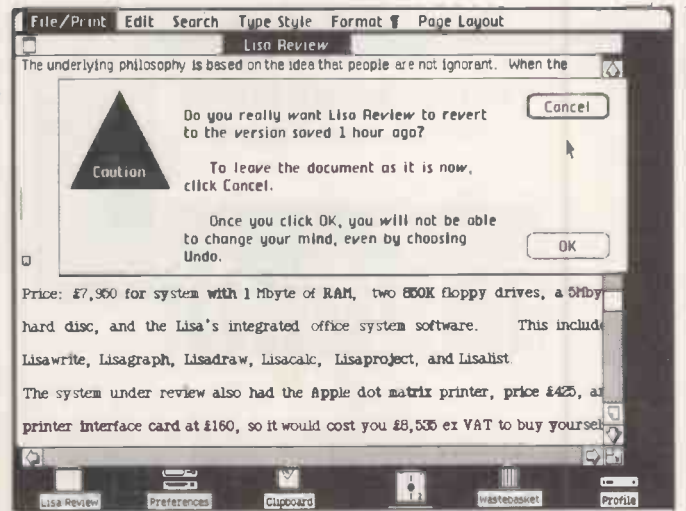 File/Print Edit Search Type Style Format ¶ Page Layout
Lisa Review
The underlying philosophy is based on the idea that people are not ignorant. When the
Caution
Do you really want Lisa Review to revert
to the version saved 1 hour ago?
To leave the document as it is now,
click Cancel.
Once you click OK, you will not be able
to change your mind, even by choosing
Undo.
Cancel
OK
Price: £7,950 for system with 1 Mbyte of RAM, two 860K floppy drives, a 5Mby
hard disc, and the Lisa's integrated office system software. This include
Lisawrite, Lisagraph, Lisadraw, Lisacalc, Lisaproject, and Lisalist.
The system under review also had the Apple dot matrix printer, price £425, an
printer interface card at £160, so it would cost you £8,535 ex VAT to buy yoursel
Lisa Review Preferences Clipboard Wastebasket Profile